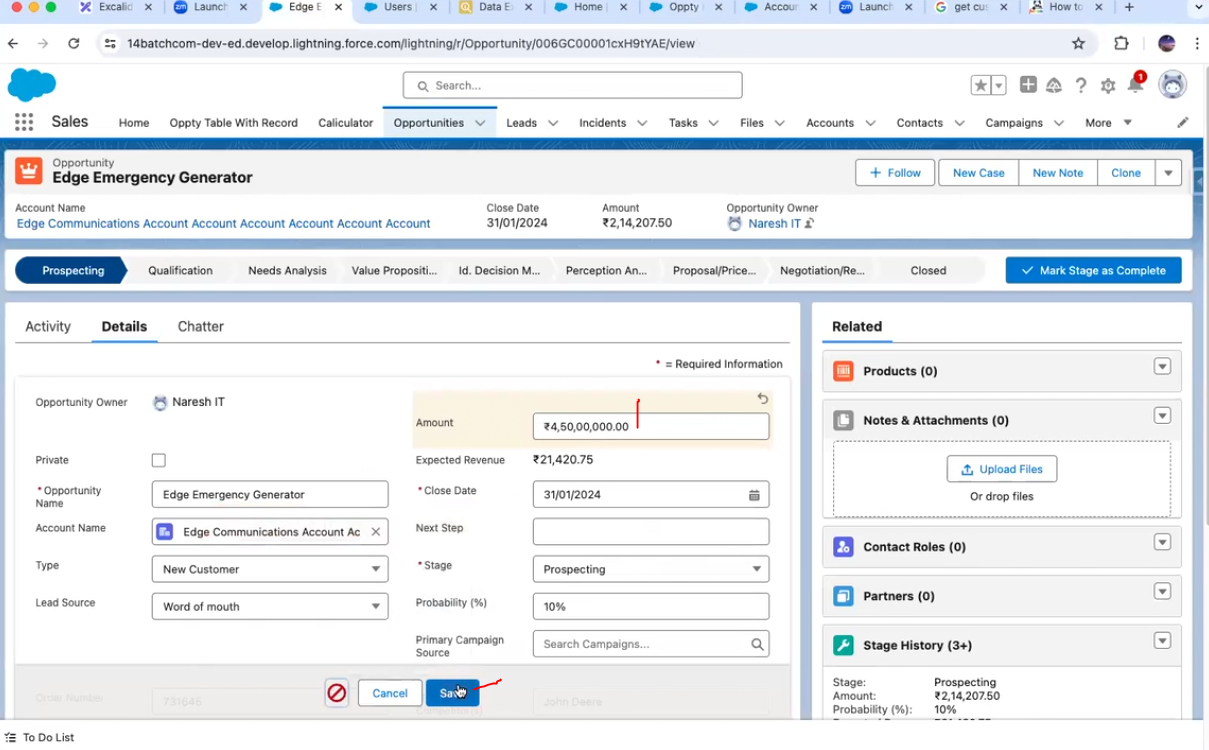 Excalid
Launch
Edge E
Users |
Data E
Home |
Oppty H
Accou
Launch
get cus
How to
14batchcom-dev-ed.develop.lightning.force.com/lightning/r/Opportunity/006GC00001cxH9tYAE/view
Search...
1
Sales Home Oppty Table With Record Calculator Opportunities Leads Incidents Tasks Files Accounts Contacts Campaigns More
Opportunity
Edge Emergency Generator
+ Follow New Case New Note Clone
Account Name Close Date Amount Opportunity Owner
Edge Communications Account Account Account Account Account Account 31/01/2024 ₹2,14,207.50 Naresh IT
Prospecting Qualification Needs Analysis Value Propositi... Id. Decision M... Perception An... Proposal/Price... Negotiation/Re... Closed Mark Stage as Complete
Activity Details Chatter
* = Required Information
Opportunity Owner Naresh IT
Amount ₹4,50,00,000.00
Private
Expected Revenue ₹21,420.75
*Opportunity Name Edge Emergency Generator
*Close Date 31/01/2024
Account Name Edge Communications Account Ac
Next Step
Type New Customer
*Stage Prospecting
Lead Source Word of mouth
Probability (%) 10%
Primary Campaign Source Search Campaigns...
Order Number 731645
John Deere
Cancel Save
Related
Products (0)
Notes & Attachments (0)
Upload Files
Or drop files
Contact Roles (0)
Partners (0)
Stage History (3+)
Stage: Prospecting
Amount: ₹2,14,207.50
Probability (%): 10%
To Do List